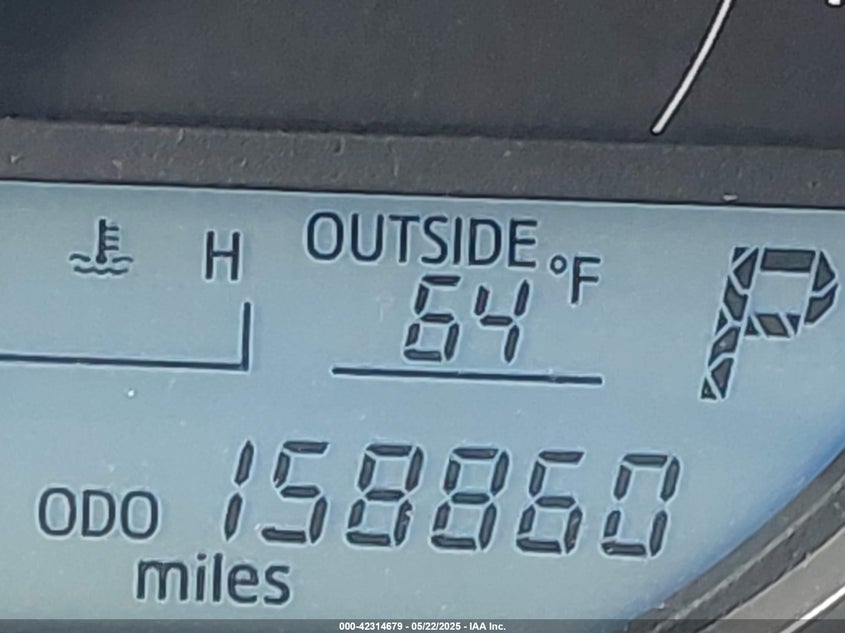 H OUTSIDE °F P
64
ODO 158860
miles
000-42314679 - 05/22/2025 - IAA Inc.